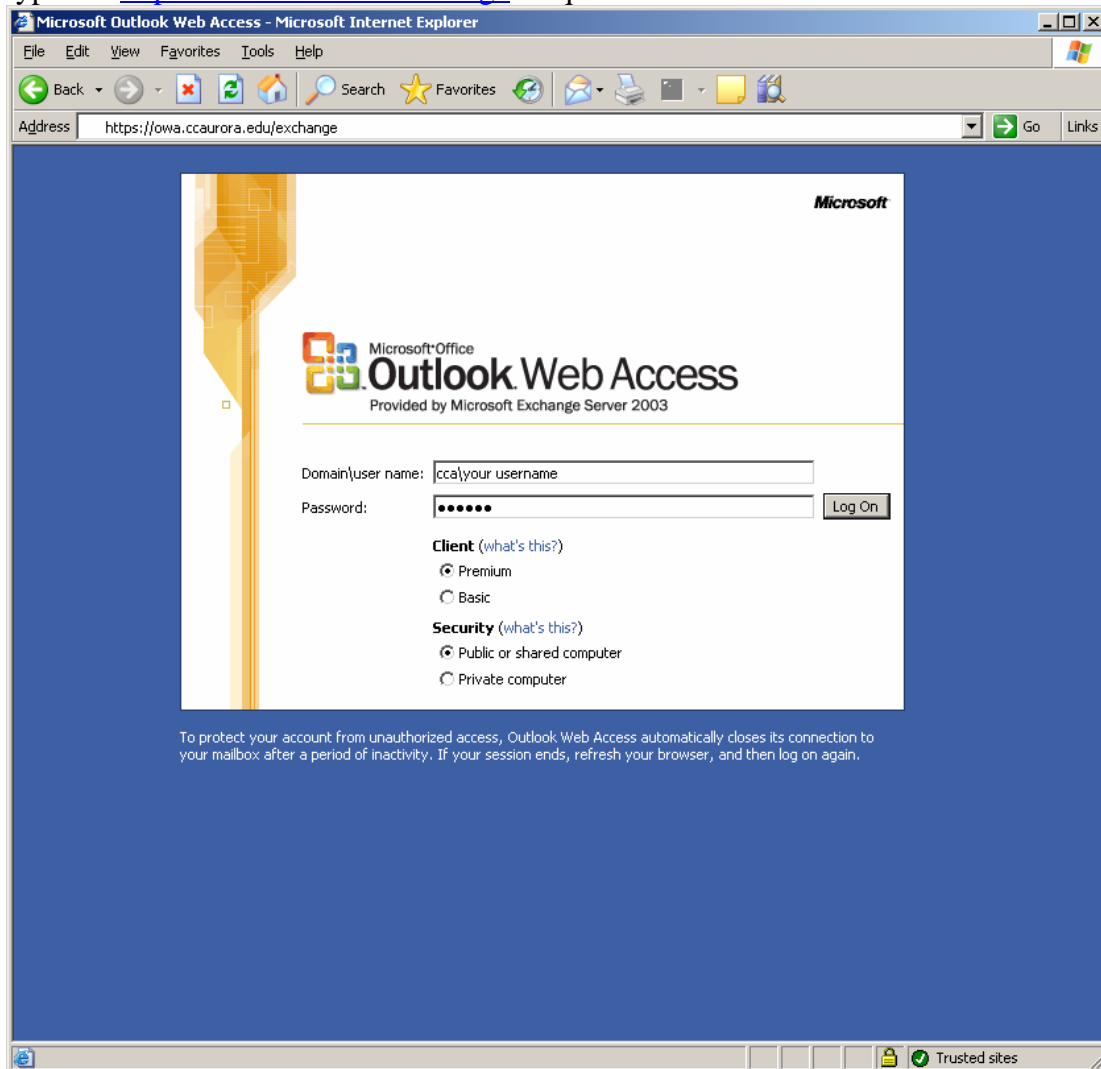 Microsoft Outlook Web Access - Microsoft Internet Explorer
File Edit View Favorites Tools Help
Back Search Favorites
Address https://owa.ccaurora.edu/exchange Go Links
Microsoft
Microsoft Office
Outlook Web Access
Provided by Microsoft Exchange Server 2003
Domain\user name: cca\your username
Password: •••••• Log On
Client (what's this?)
Premium
Basic
Security (what's this?)
Public or shared computer
Private computer
To protect your account from unauthorized access, Outlook Web Access automatically closes its connection to
your mailbox after a period of inactivity. If your session ends, refresh your browser, and then log on again.
Trusted sites